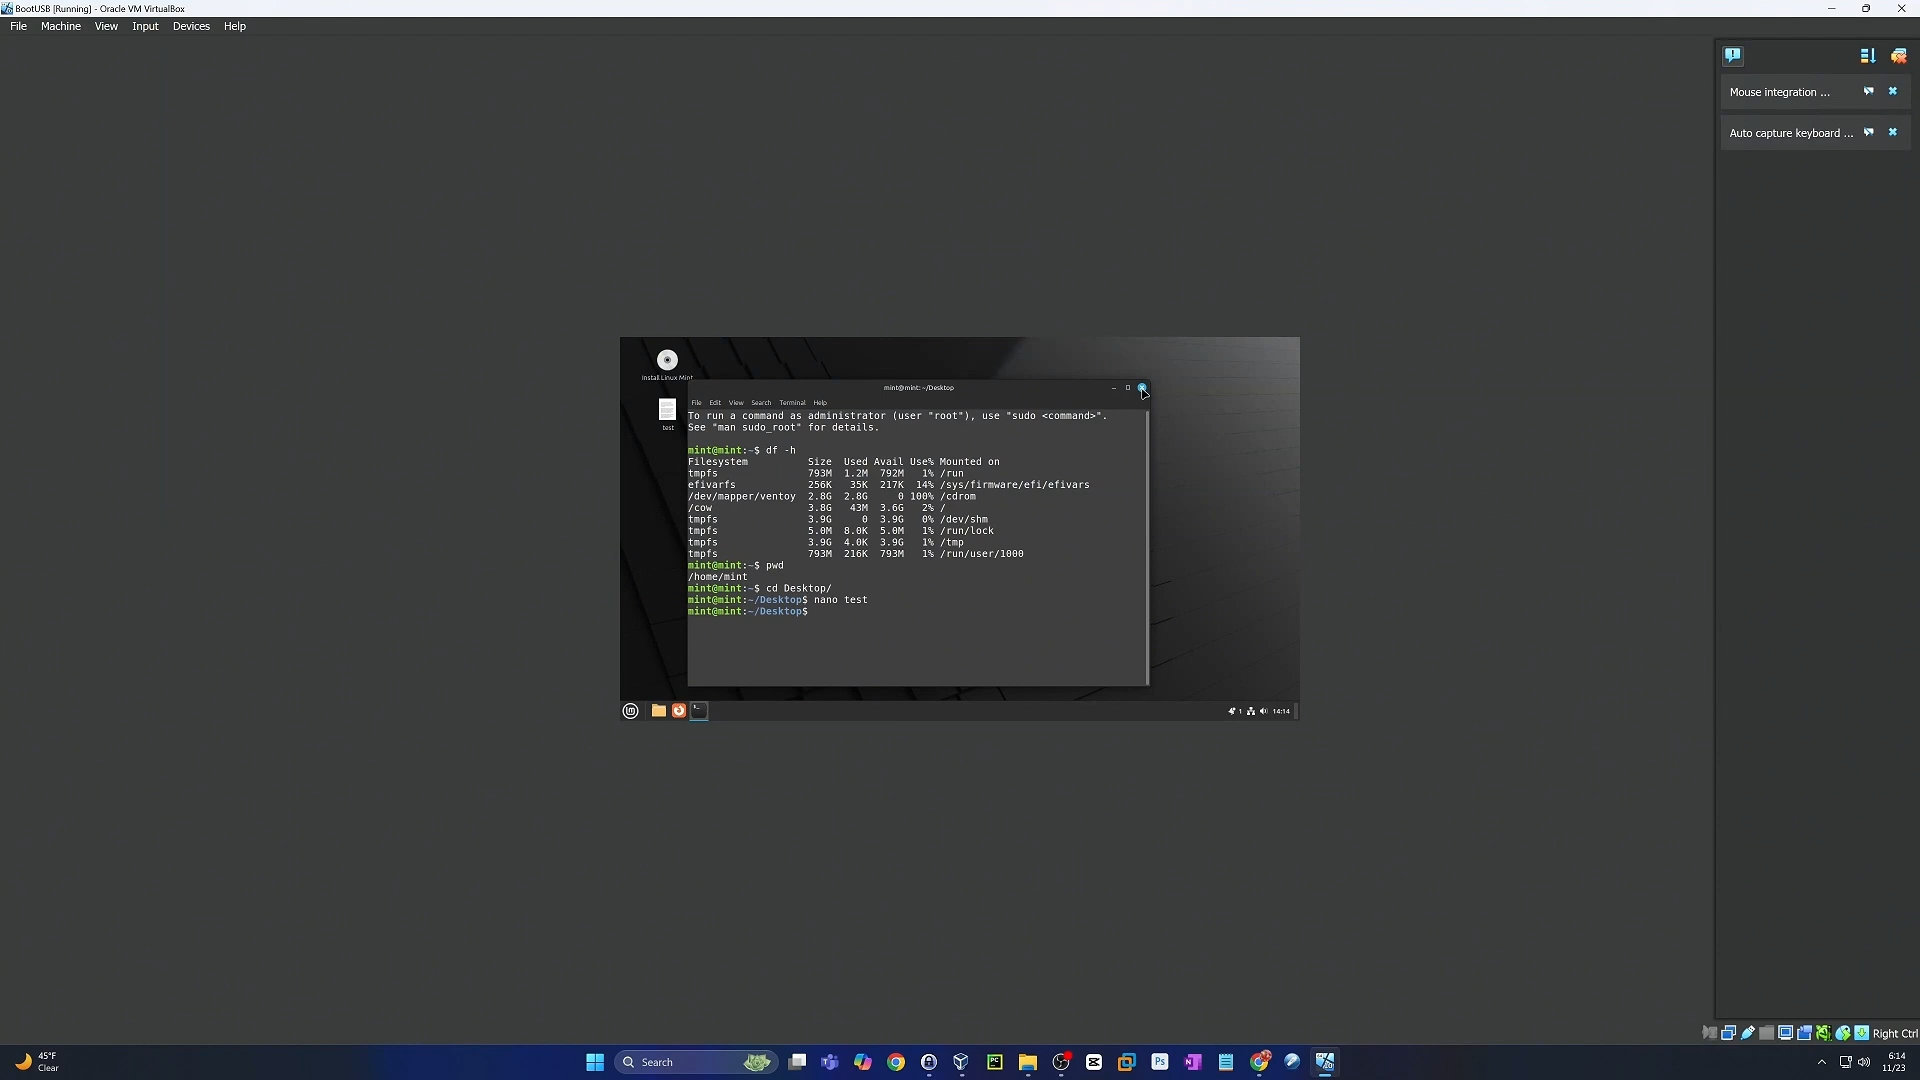 BootUSB [Running] - Oracle VM VirtualBox
File Machine View Input Devices Help
Mouse integration ...
Auto capture keyboard ...
Install Linux Mint
test
mint@mint: ~/Desktop
File Edit View Search Terminal Help
To run a command as administrator (user "root"), use "sudo <command>".
See "man sudo_root" for details.
mint@mint:~$ df -h
Filesystem Size Used Avail Use% Mounted on
tmpfs 793M 1.2M 792M 1% /run
efivarfs 256K 35K 217K 14% /sys/firmware/efi/efivars
/dev/mapper/ventoy 2.8G 2.8G 0 100% /cdrom
/cow 3.8G 43M 3.6G 2% /
tmpfs 3.9G 0 3.9G 0% /dev/shm
tmpfs 5.0M 8.0K 5.0M 1% /run/lock
tmpfs 3.9G 4.0K 3.9G 1% /tmp
tmpfs 793M 216K 793M 1% /run/user/1000
mint@mint:~$ pwd
/home/mint
mint@mint:~$ cd Desktop/
mint@mint:~/Desktop$ nano test
mint@mint:~/Desktop$
1 14:14
Right Ctrl
45°F
Clear
Search
PC
Ps
6:14
11/23